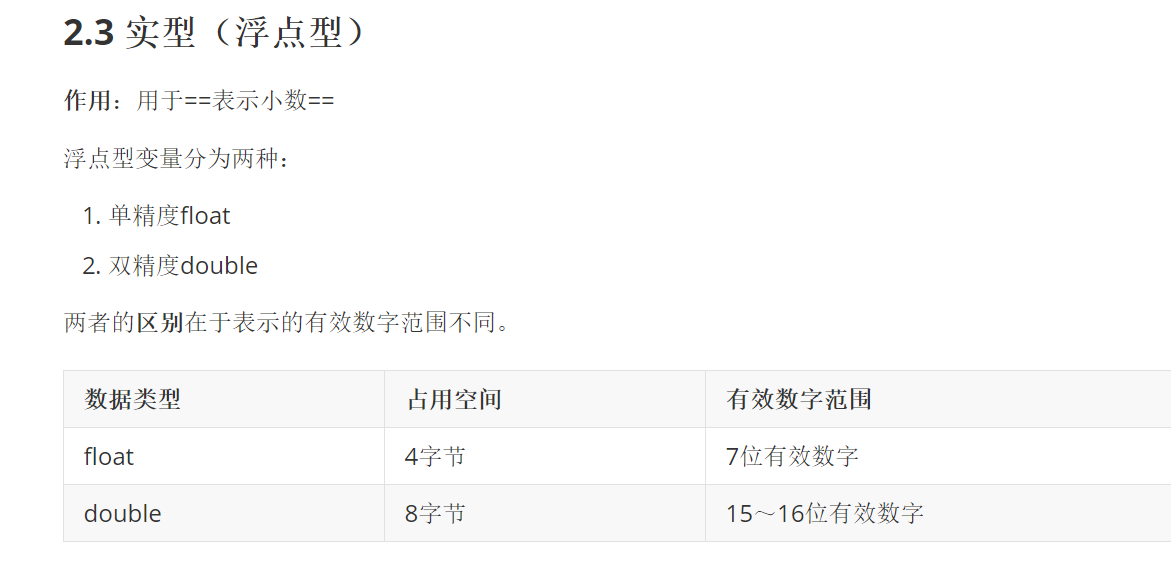 2.3 实型（浮点型）
作用：用于==表示小数==
浮点型变量分为两种：
1. 单精度float
2. 双精度double
两者的区别在于表示的有效数字范围不同。
数据类型 占用空间 有效数字范围
float 4字节 7位有效数字
double 8字节 15～16位有效数字